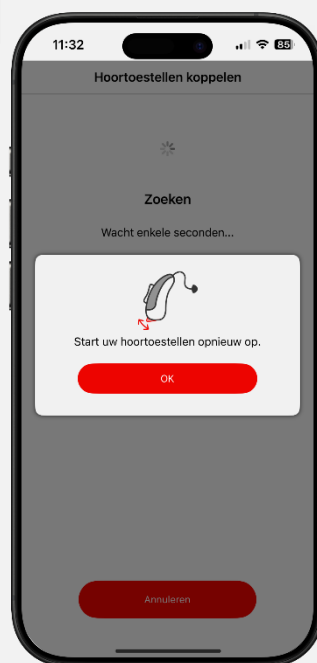 11:32
85
Hoortoestellen koppelen
Zoeken
Wacht enkele seconden...
Start uw hoortoestellen opnieuw op.
OK
Annuleren